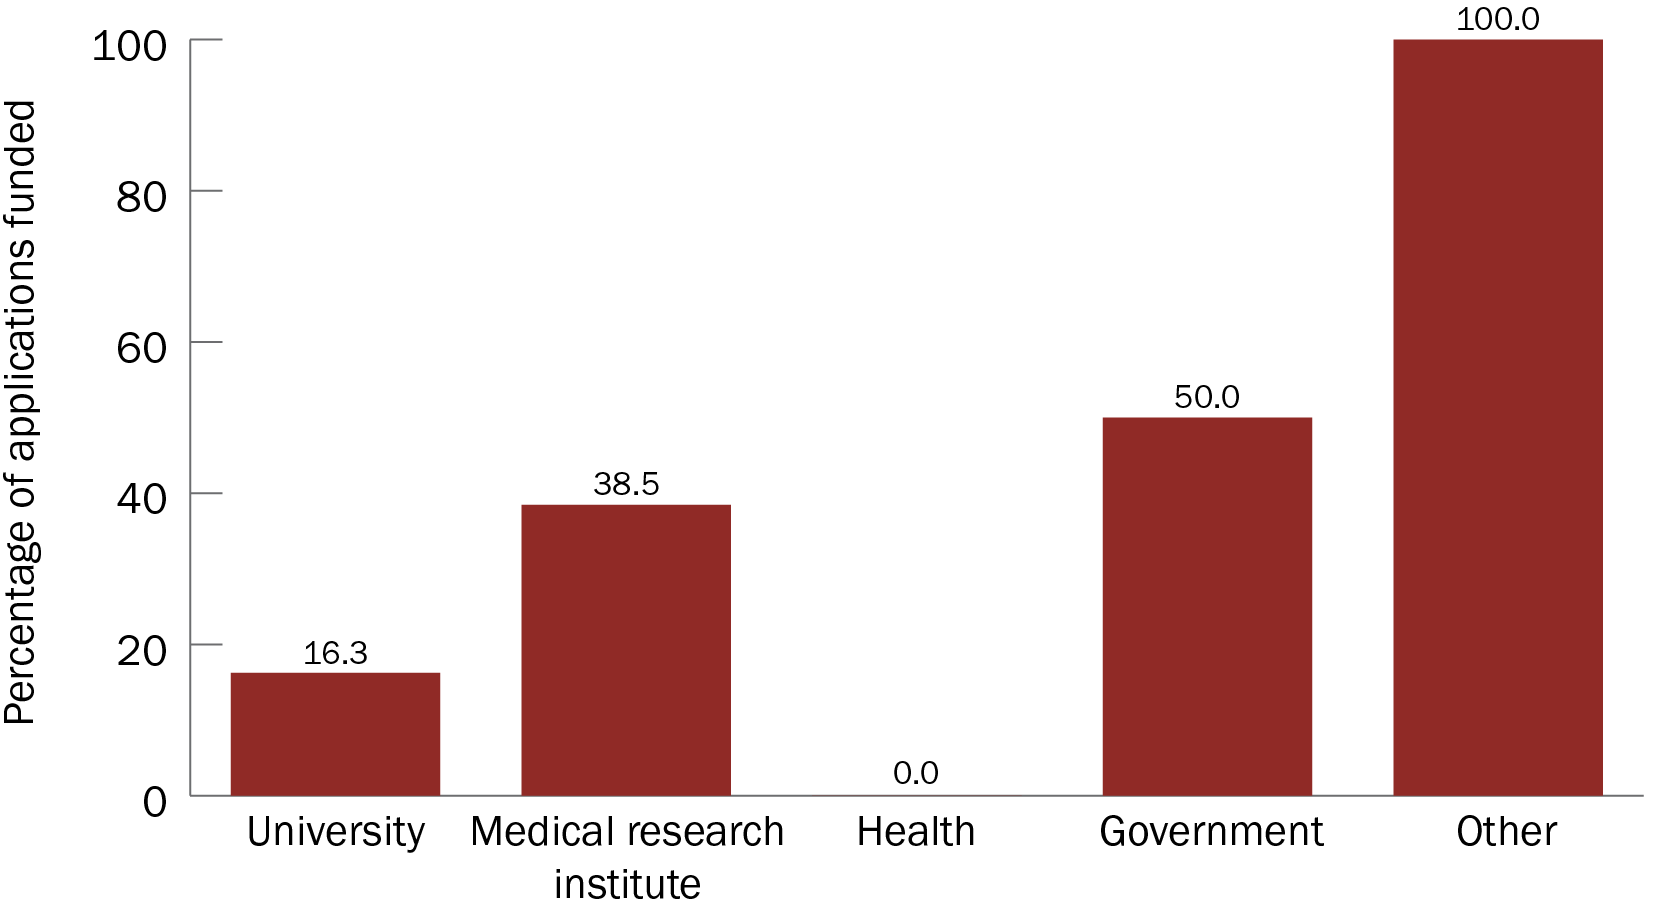 Percentage of applications funded
100
80
60
40
20
0
16.3
38.5
0.0
50.0
100.0
University
Medical research
institute
Health
Government
Other